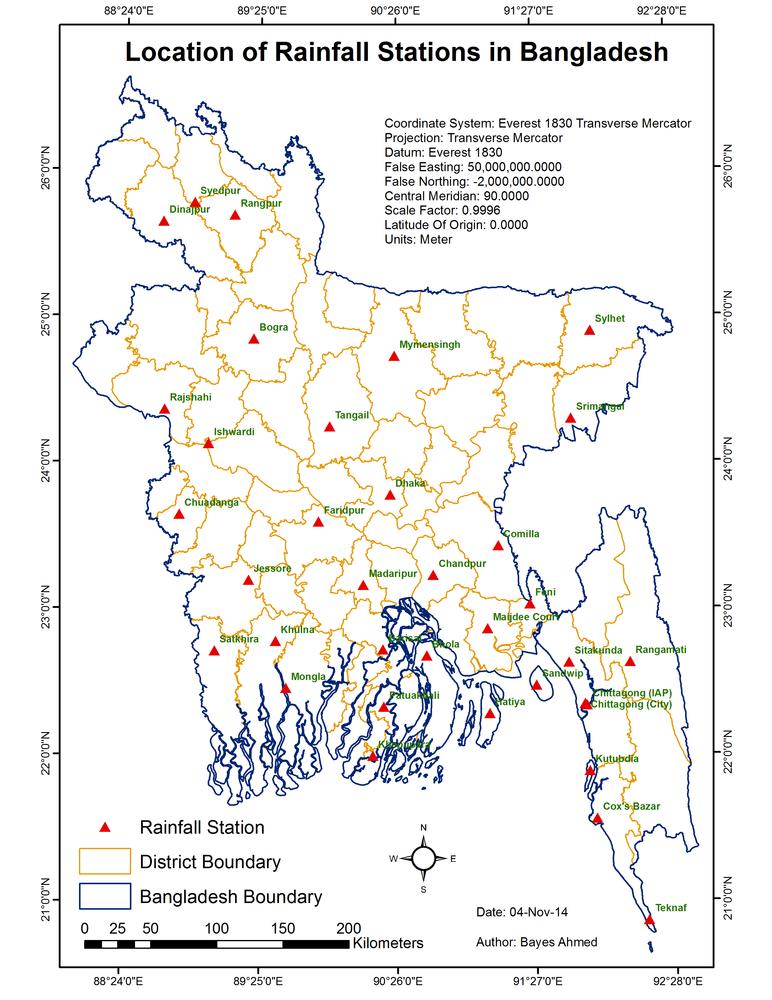 88°24'0"E 89°25'0"E 90°26'0"E 91°27'0"E 92°28'0"E
Location of Rainfall Stations in Bangladesh
Coordinate System: Everest 1830 Transverse Mercator
Projection: Transverse Mercator
Datum: Everest 1830
False Easting: 50,000,000.0000
False Northing: -2,000,000.0000
Central Meridian: 90.0000
Scale Factor: 0.9996
Latitude Of Origin: 0.0000
Units: Meter
26°0'0"N 26°0'0"N
Syedpur
Rangpur
Dinajpur
25°0'0"N 25°0'0"N
Sylhet
Bogra
Mymensingh
Rajshahi
Srimangal
Tangail
Ishwardi
24°0'0"N 24°0'0"N
Dhaka
Chuadanga
Faridpur
Comilla
Chandpur
Jessore
Madaripur
Feni
23°0'0"N 23°0'0"N
Maijdee Court
Khulna
Barisal
Satkhira
Bhola
Sitakunda
Rangamati
Sandwip
Mongla
Chittagong (IAP)
Patuakhali
Hatiya
Chittagong (City)
22°0'0"N 22°0'0"N
Khepupara
Kutubdia
Cox's Bazar
Rainfall Station
N
W E
S
District Boundary
Bangladesh Boundary
21°0'0"N 21°0'0"N
Teknaf
Date: 04-Nov-14
0 25 50 100 150 200
Kilometers
Author: Bayes Ahmed
88°24'0"E 89°25'0"E 90°26'0"E 91°27'0"E 92°28'0"E